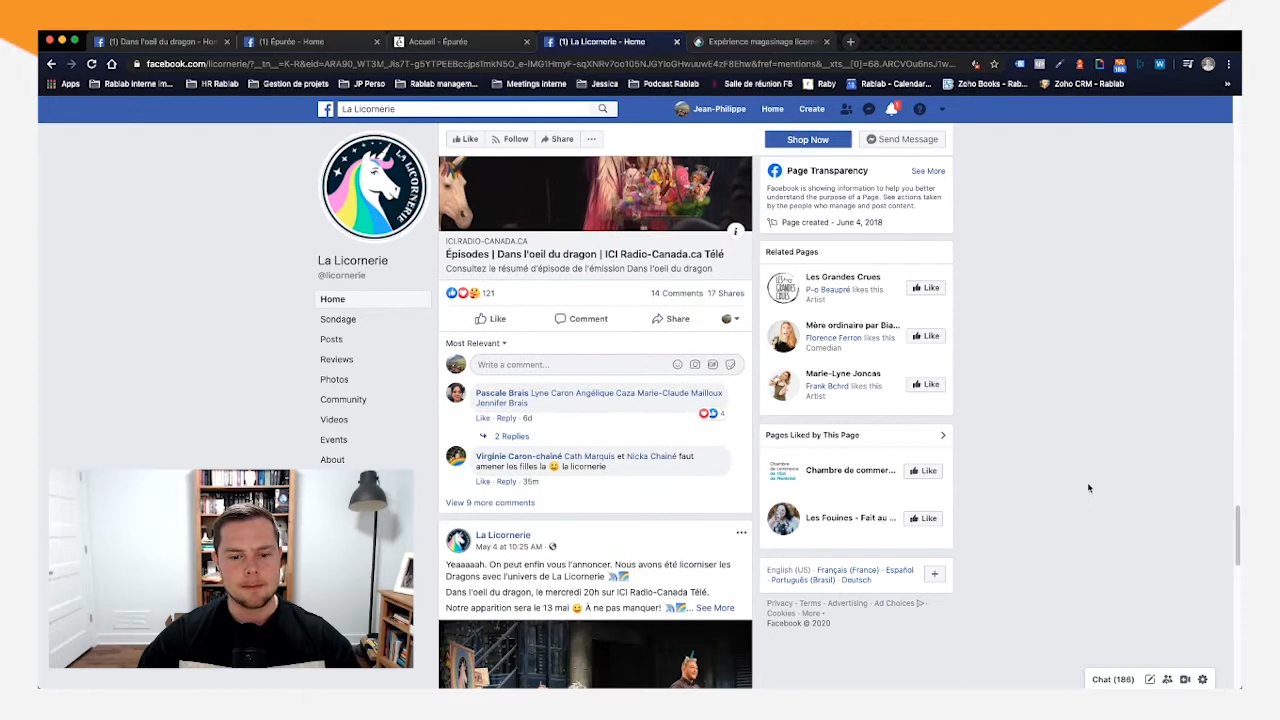 (1) Dans l'oeil du dragon - Hom
(1) Épurée - Home
Accueil - Épurée
(1) La Licornerie - Home
Expérience magasinage licorne
Apps
Rablab interne im...
HR Rablab
Gestion de projets
JP Perso
Rablab managem...
Meetings interne
Jessica
Podcast Rablab
Salle de réunion F8
Raby
Rablab - Calendar...
Zoho Books - Rab...
Zoho CRM - Rablab
La Licornerie
Jean-Philippe
Home
Create
1
LA LICORNERIE
La Licornerie
@licornerie
Home
Sondage
Posts
Reviews
Photos
Community
Videos
Events
About
Like
Follow
Share
Shop Now
Send Message
ICI.RADIO-CANADA.CA
Épisodes | Dans l'oeil du dragon | ICI Radio-Canada.ca Télé
Consultez le résumé d'épisode de l'émission Dans l'oeil du dragon
121
14 Comments 17 Shares
Like
Comment
Share
Most Relevant
Write a comment...
Pascale Brais Lyne Caron Angélique Caza Marie-Claude Mailloux
Jennifer Brais
4
Like · Reply · 6d
2 Replies
Virginie Caron-chainé Cath Marquis et Nicka Chainé faut
amener les filles la 😀 la licornerie
Like · Reply · 35m
View 9 more comments
La Licornerie
May 4 at 10:25 AM ·
Yeaaaaah. On peut enfin vous l'annoncer. Nous avons été licorniser les
Dragons avec l'univers de La Licornerie
Dans l'oeil du dragon, le mercredi 20h sur ICI Radio-Canada Télé.
Notre apparition sera le 13 mai 😀 À ne pas manquer! ... See More
Page Transparency
See More
Facebook is showing information to help you better
understand the purpose of a Page. See actions taken
by the people who manage and post content.
Page created - June 4, 2018
Related Pages
Les Grandes Crues
P-o Beaupré likes this
Artist
Like
Mère ordinaire par Bia...
Florence Ferron likes this
Comedian
Like
Marie-Lyne Joncas
Frank Bchrd likes this
Artist
Like
Pages Liked by This Page
Chambre de commer...
Like
Les Fouines - Fait au ...
Like
English (US) · Français (France) · Español
· Português (Brasil) · Deutsch
Privacy · Terms · Advertising · Ad Choices ·
Cookies · More
Facebook © 2020
Chat (186)